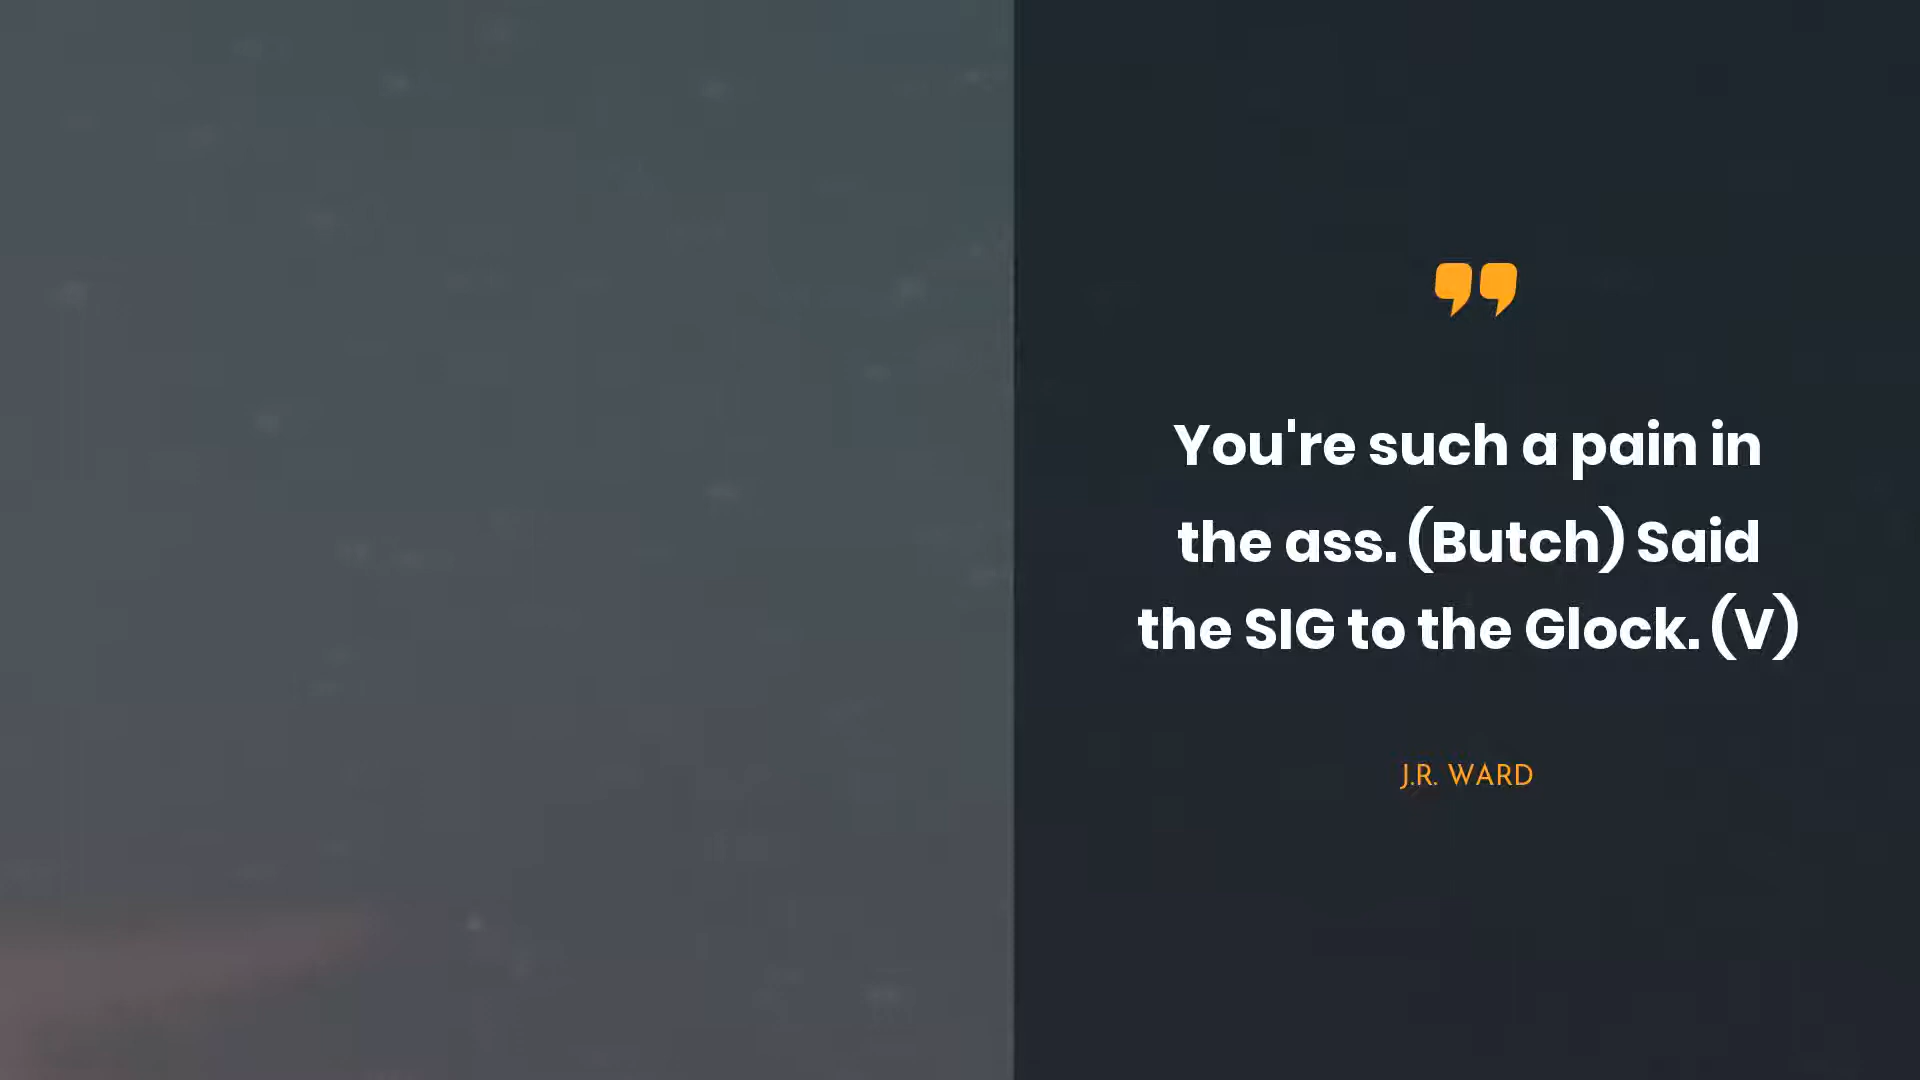 You're such a pain in
the ass. (Butch) Said
the SIG to the Glock. (V)
J.R. WARD